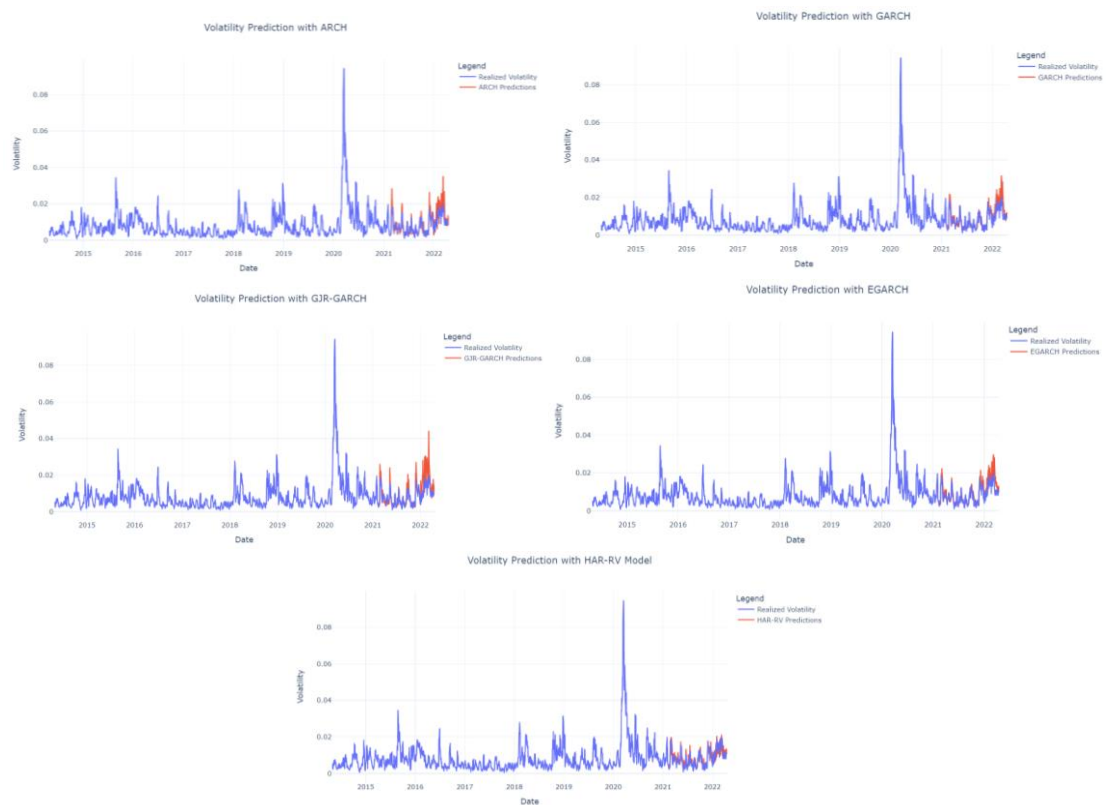 Volatility Prediction with ARCH
Legend
Realized Volatility
ARCH Predictions
0.08
0.06
0.04
0.02
0
Volatility
2015 2016 2017 2018 2019 2020 2021 2022
Date
Volatility Prediction with GARCH
Legend
Realized Volatility
GARCH Predictions
0.08
0.06
0.04
0.02
0
Volatility
2015 2016 2017 2018 2019 2020 2021 2022
Date
Volatility Prediction with GJR-GARCH
Legend
Realized Volatility
GJR-GARCH Predictions
0.08
0.06
0.04
0.02
0
Volatility
2015 2016 2017 2018 2019 2020 2021 2022
Date
Volatility Prediction with EGARCH
Legend
Realized Volatility
EGARCH Predictions
0.08
0.06
0.04
0.02
0
Volatility
2015 2016 2017 2018 2019 2020 2021 2022
Date
Volatility Prediction with HAR-RV Model
Legend
Realized Volatility
HAR-RV Predictions
0.08
0.06
0.04
0.02
0
Volatility
2015 2016 2017 2018 2019 2020 2021 2022
Date